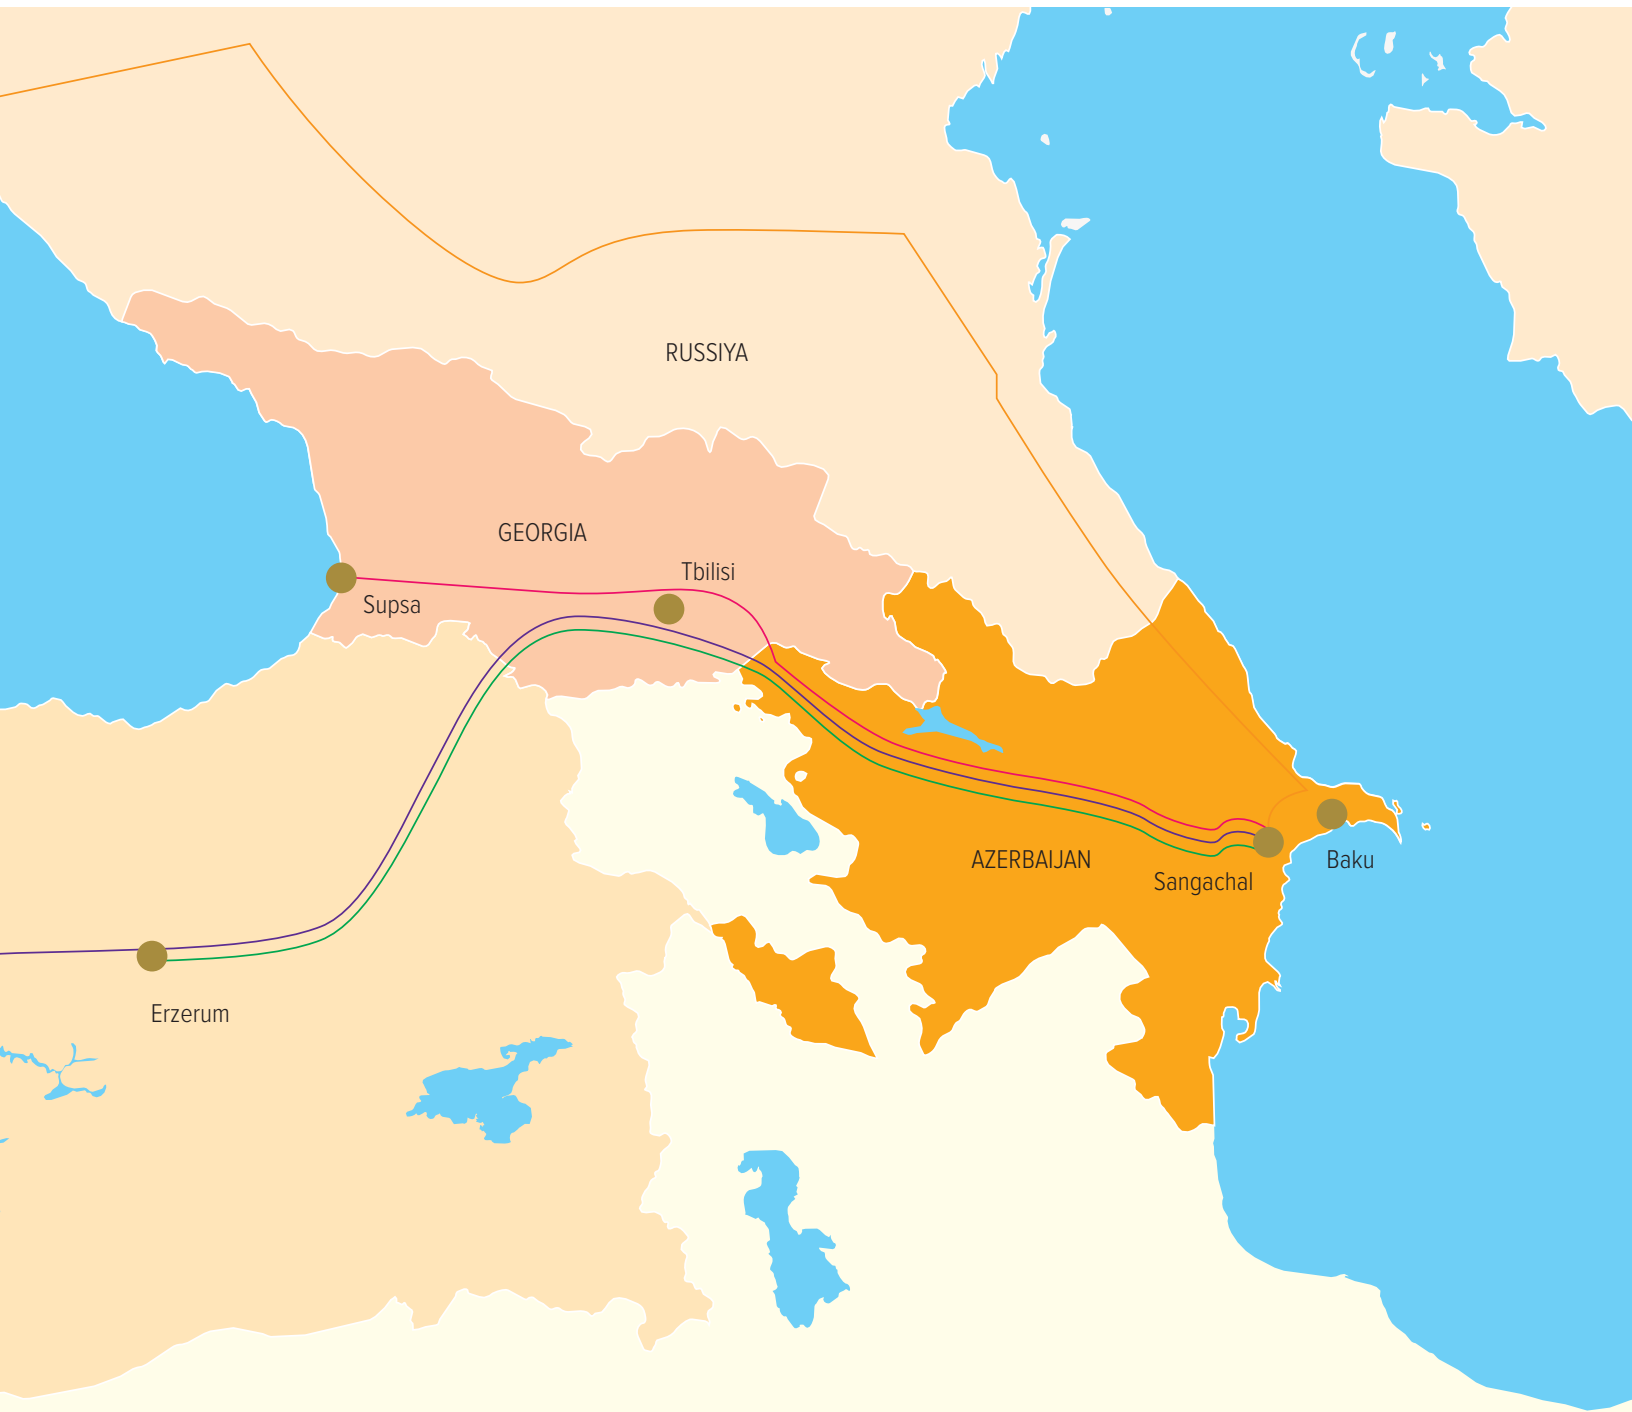 RUSSIYA
GEORGIA
Tbilisi
Supsa
AZERBAIJAN
Baku
Sangachal
Erzerum